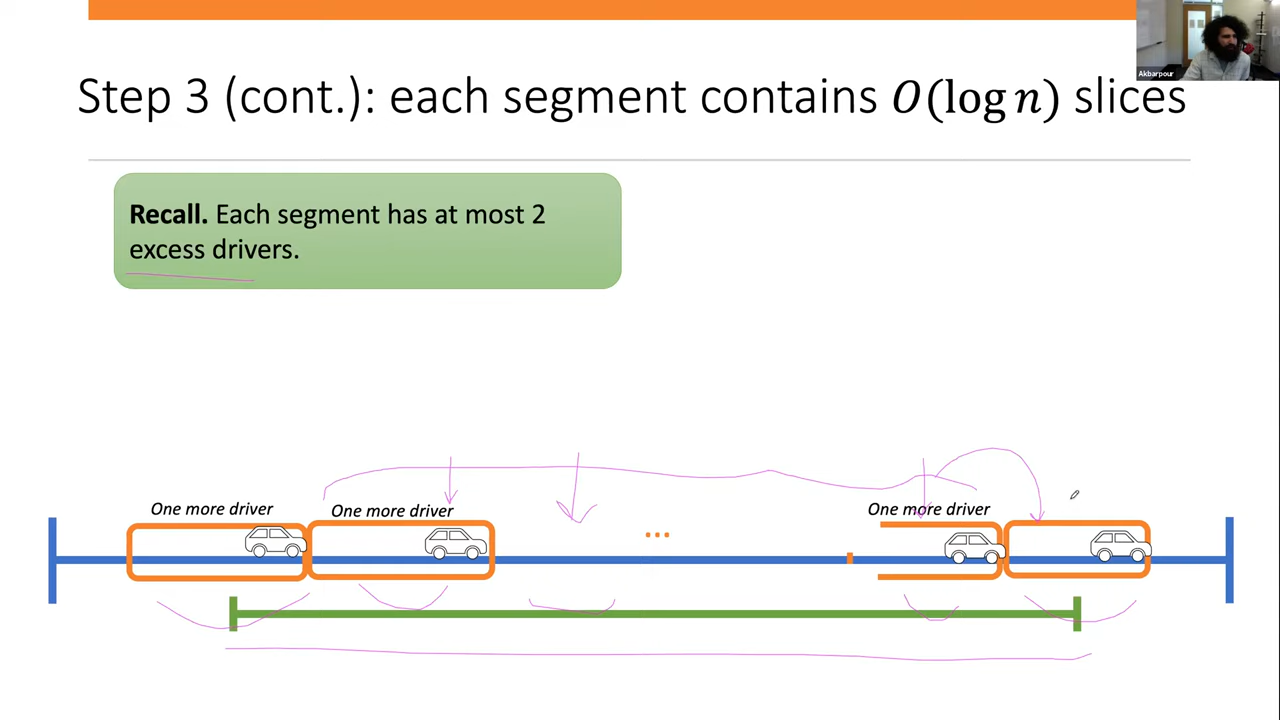 Akbarpour
Step 3 (cont.): each segment contains O(log n) slices
Recall. Each segment has at most 2
excess drivers.
One more driver
One more driver
...
One more driver